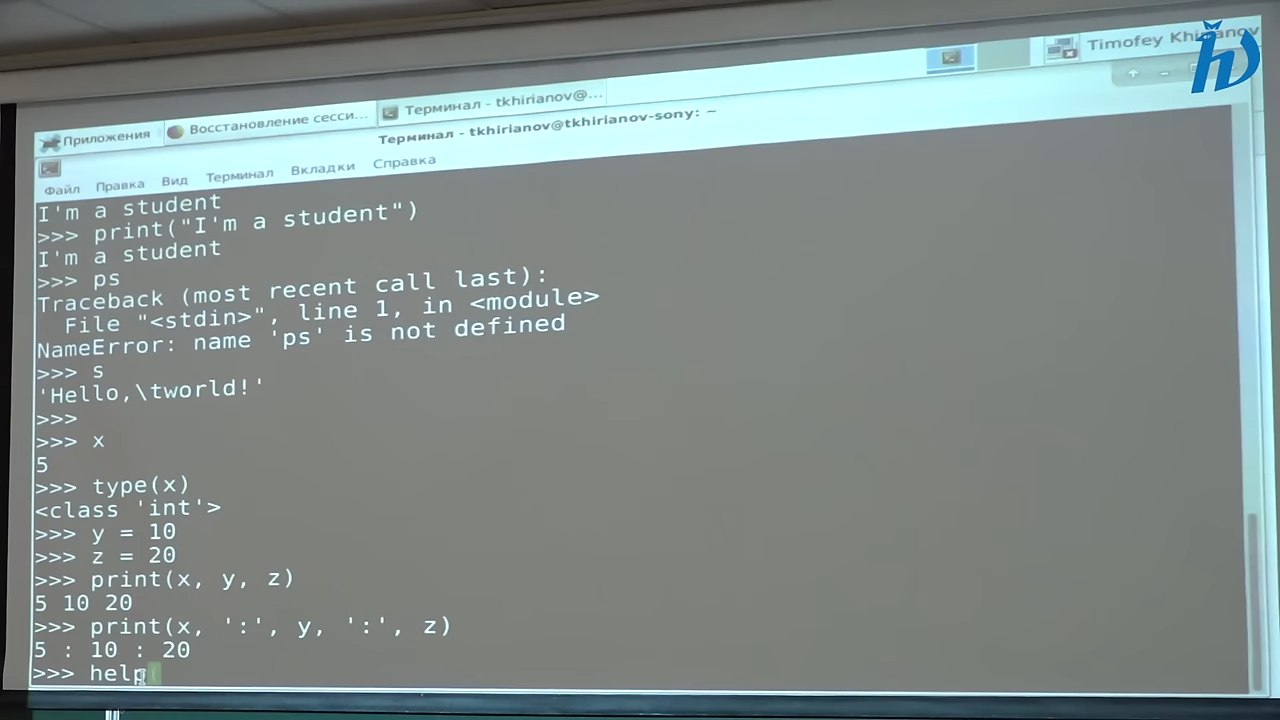 Timofey Khirianov
Приложения
Восстановление сесси...
Терминал - tkhirianov@...
Терминал - tkhirianov@tkhirianov-sony: ~
Файл Правка Вид Терминал Вкладки Справка
I'm a student
>>> print("I'm a student")
I'm a student
>>> ps
Traceback (most recent call last):
  File "<stdin>", line 1, in <module>
NameError: name 'ps' is not defined
>>> s
'Hello,\tworld!'
>>>
>>> x
5
>>> type(x)
<class 'int'>
>>> y = 10
>>> z = 20
>>> print(x, y, z)
5 10 20
>>> print(x, ':', y, ':', z)
5 : 10 : 20
>>> help(